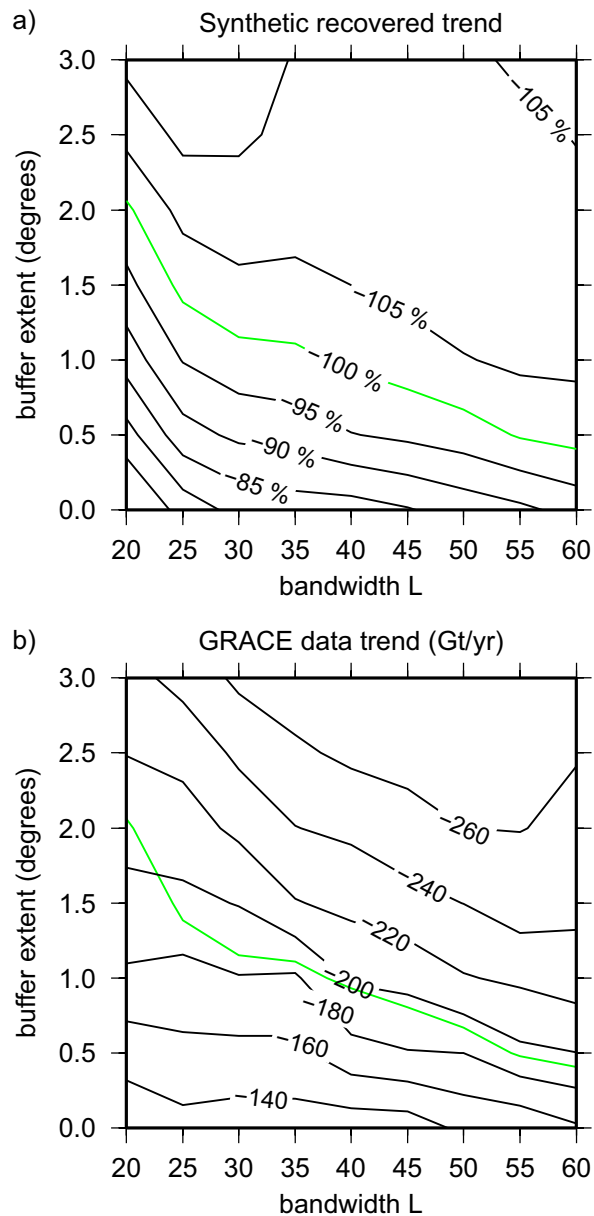 a)
Synthetic recovered trend
3.0
2.5
2.0
1.5
1.0
0.5
0.0
buffer extent (degrees)
−105 %
−105 %
−100 %
−95 %
−90 %
−85 %
20 25 30 35 40 45 50 55 60
bandwidth L
b)
GRACE data trend (Gt/yr)
3.0
2.5
2.0
1.5
1.0
0.5
0.0
buffer extent (degrees)
−260
−240
−220
−200
−180
−160
−140
20 25 30 35 40 45 50 55 60
bandwidth L